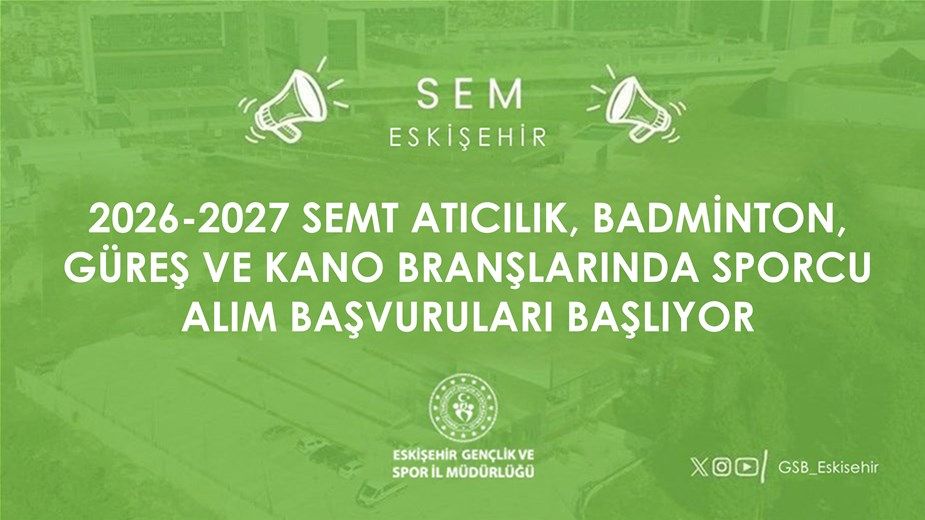 SEM
ESKİŞEHİR
2026-2027 SEMT ATICILIK, BADMİNTON,
GÜREŞ VE KANO BRANŞLARINDA SPORCU
ALIM BAŞVURULARI BAŞLIYOR
ESKİŞEHİR GENÇLİK VE
SPOR İL MÜDÜRLÜĞÜ
GSB_Eskisehir